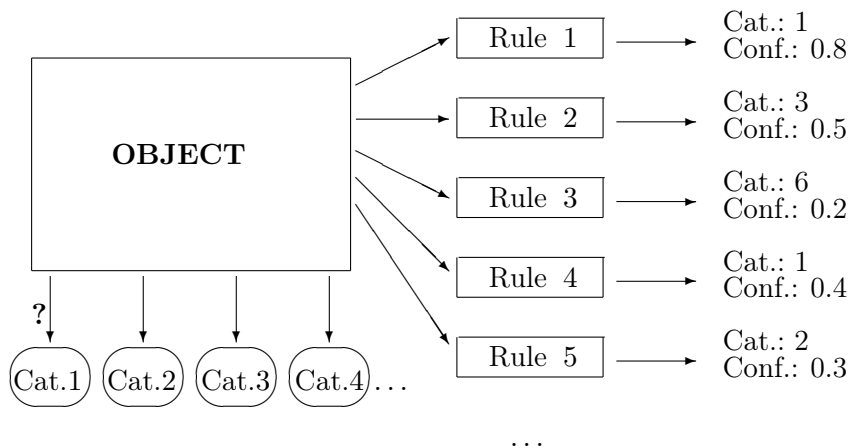 OBJECT
?
Cat.1
Cat.2
Cat.3
Cat.4
...
Rule 1
Cat.: 1
Conf.: 0.8
Rule 2
Cat.: 3
Conf.: 0.5
Rule 3
Cat.: 6
Conf.: 0.2
Rule 4
Cat.: 1
Conf.: 0.4
Rule 5
Cat.: 2
Conf.: 0.3
...